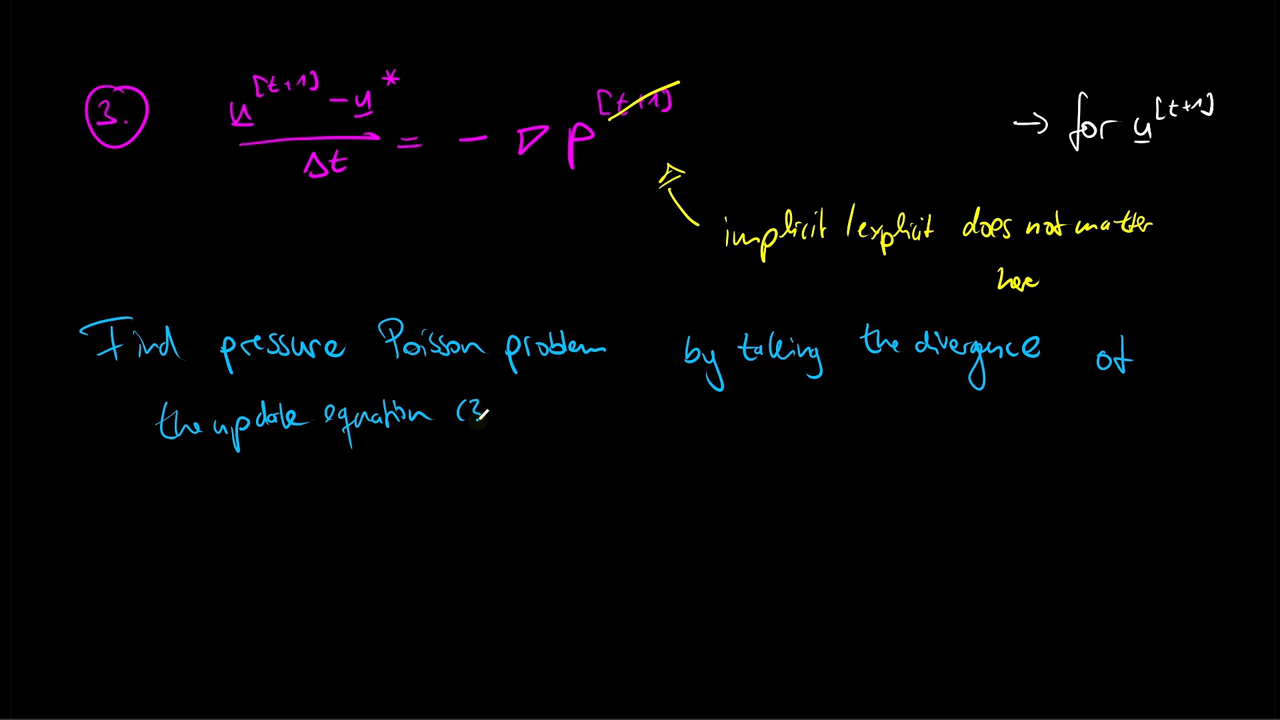 3.
u^[t+1] - u^*
/ Δt = - ∇ p^[t+1]
→ for u^[t+1]
implicit / explicit does not matter
here
Find pressure Poisson problem by taking the divergence of
the update equation (3